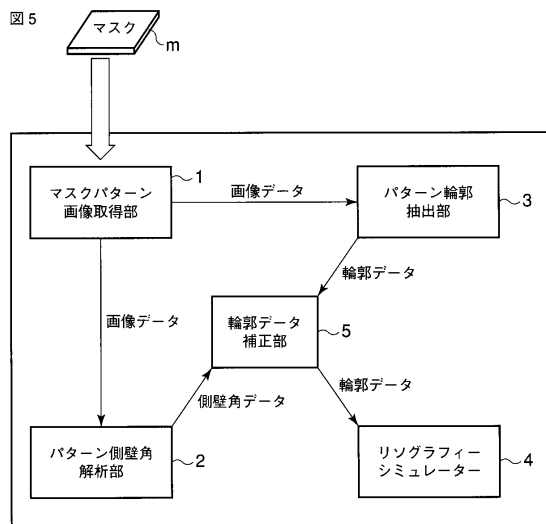 図5
マスク
m
1
マスクパターン
画像取得部
画像データ
パターン輪郭
抽出部
3
輪郭データ
画像データ
輪郭データ
補正部
5
側壁角データ
輪郭データ
パターン側壁角
解析部
2
リソグラフィー
シミュレーター
4